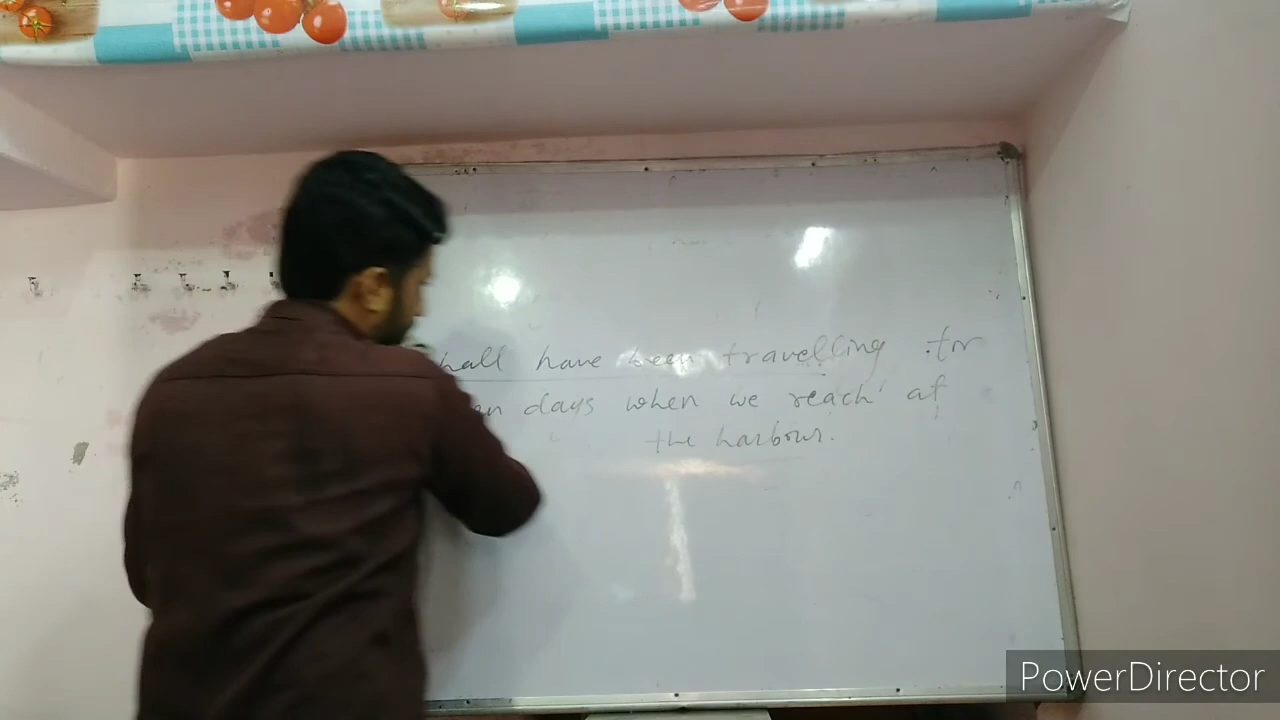 hall have been travelling for
days when we reach at
the harbour.
PowerDirector